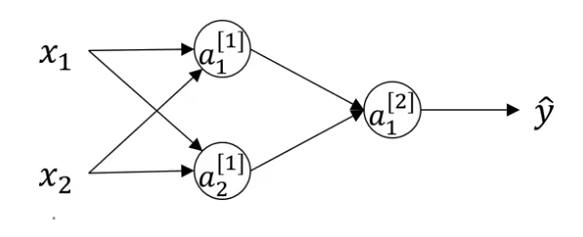 x₁
a₁^[1]
a₁^[2]
ŷ
x₂
a₂^[1]